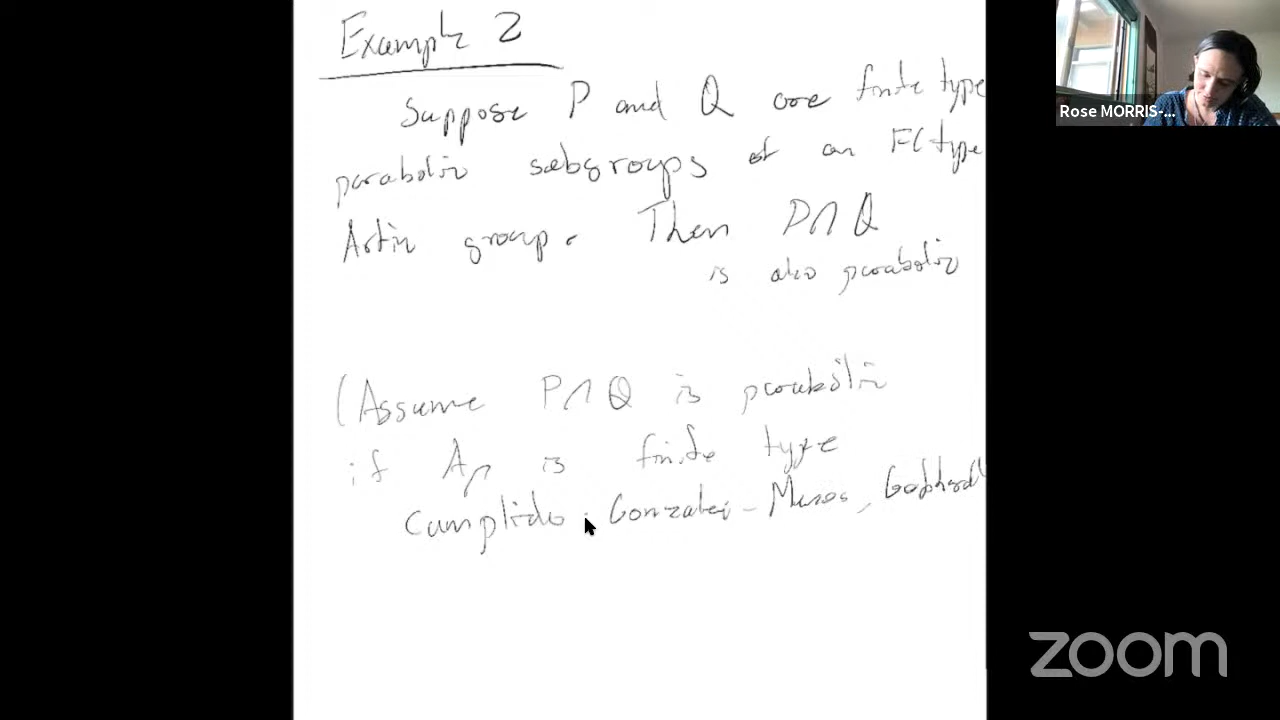 Example 2
Suppose P and Q are finite type
parabolic subgroups of an FC type
Artin group. Then P∩Q
is also parabolic
(Assume P∩Q is parabolic
if A_Γ is finite type
Cumplido, Gonzalez-Meneses,
Rose MORRIS-...
zoom